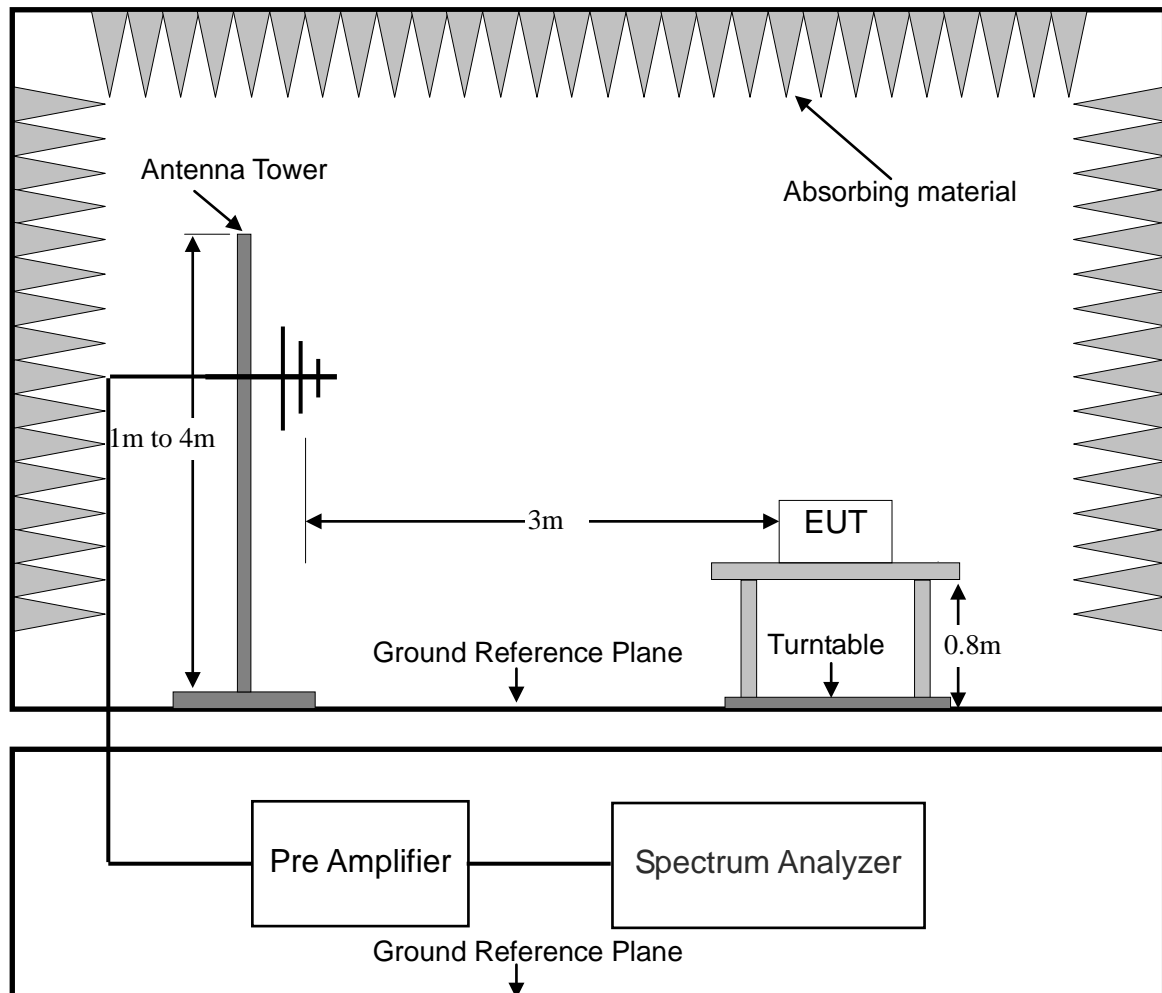 Antenna Tower
Absorbing material
1m to 4m
3m
EUT
Ground Reference Plane
Turntable
0.8m
Pre Amplifier
Spectrum Analyzer
Ground Reference Plane